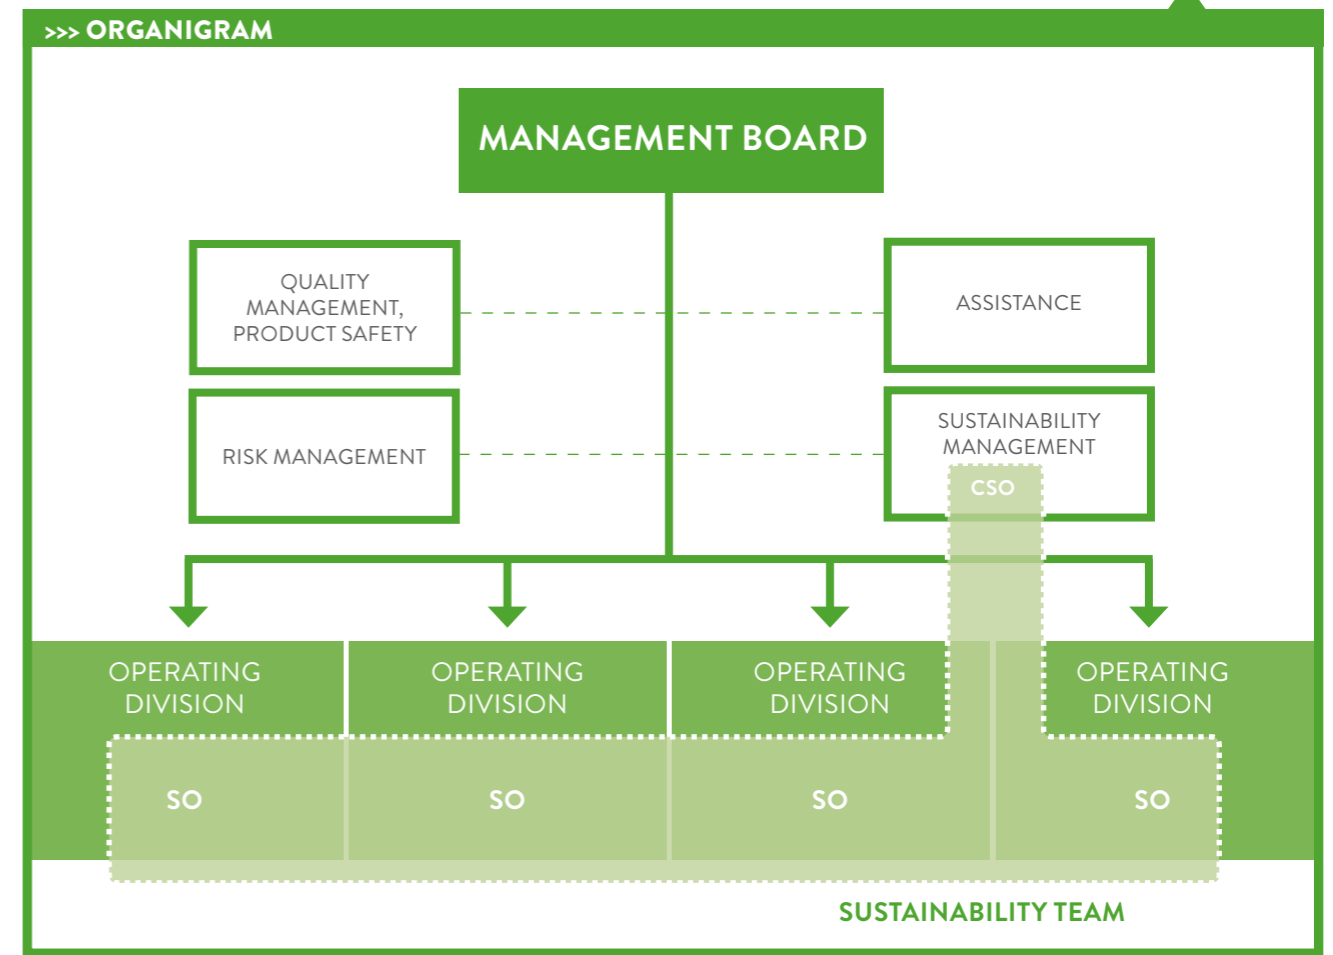 >>> ORGANIGRAM
MANAGEMENT BOARD
QUALITY
MANAGEMENT,
PRODUCT SAFETY
ASSISTANCE
RISK MANAGEMENT
SUSTAINABILITY
MANAGEMENT
CSO
OPERATING
DIVISION
OPERATING
DIVISION
OPERATING
DIVISION
OPERATING
DIVISION
SO
SO
SO
SO
SUSTAINABILITY TEAM